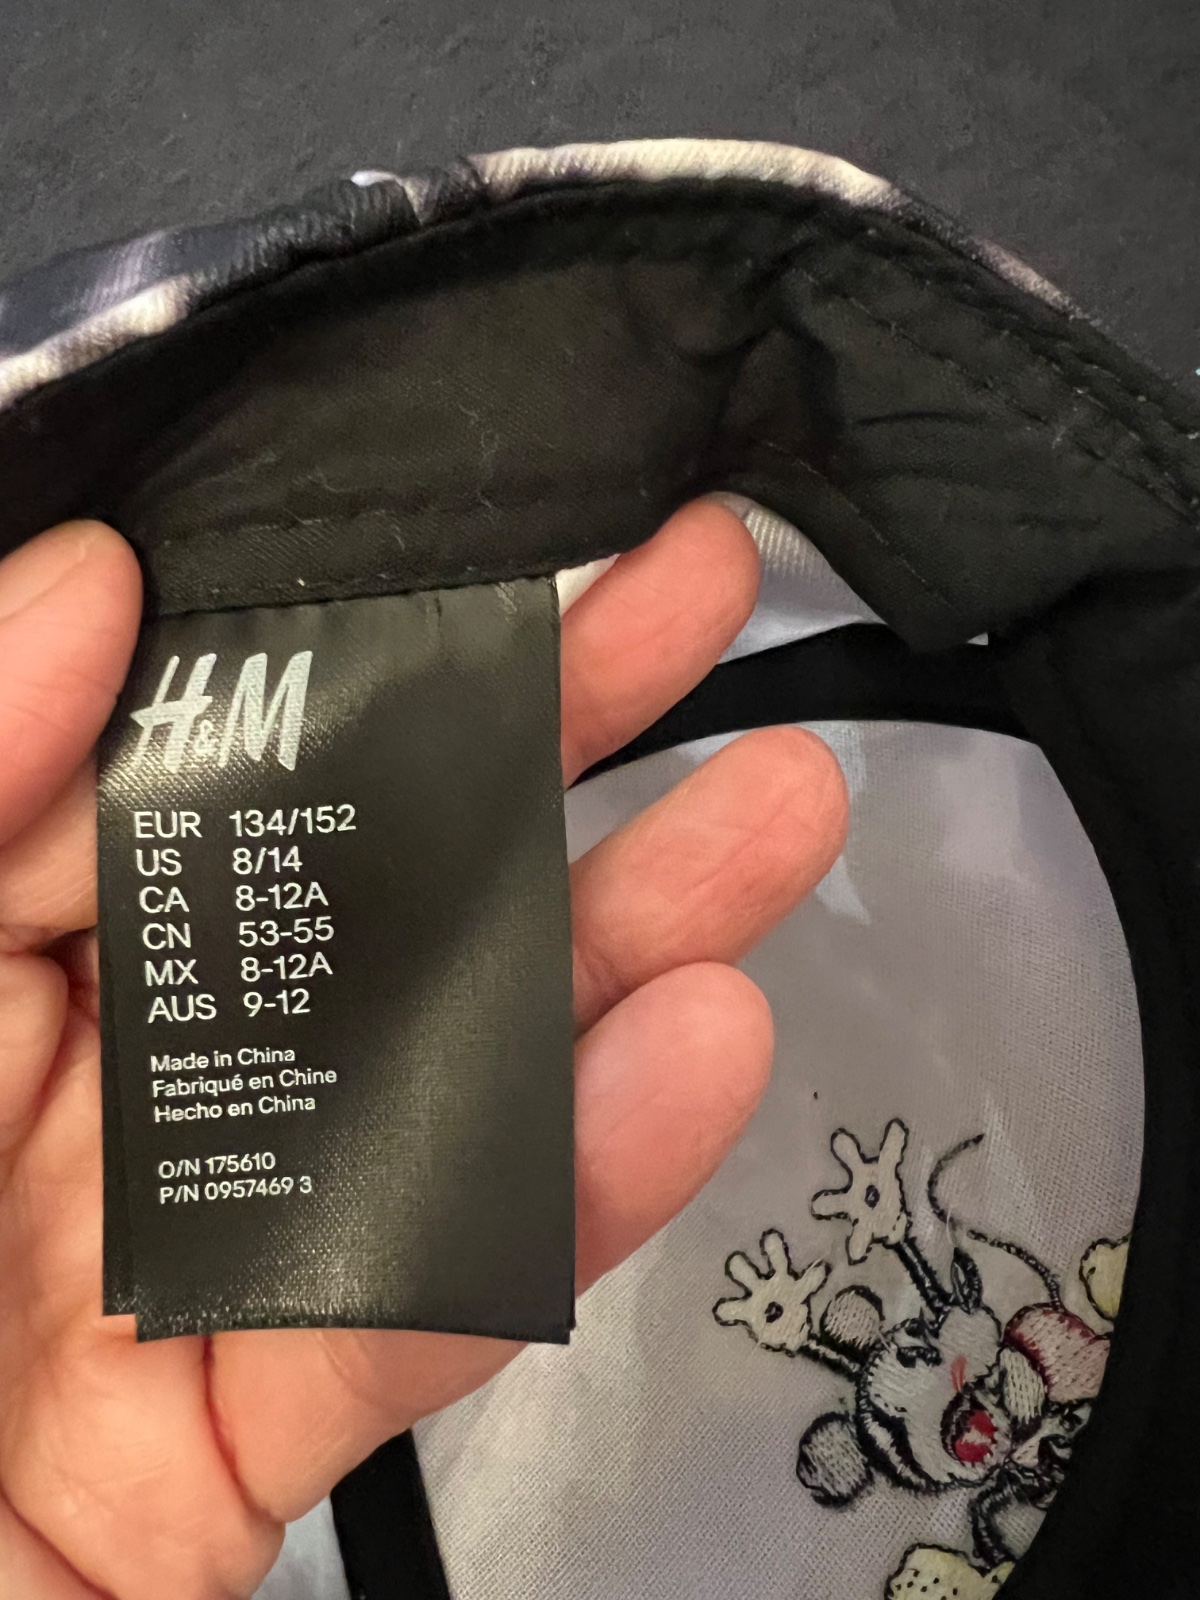 H&M
EUR 134/152
US 8/14
CA 8-12A
CN 53-55
MX 8-12A
AUS 9-12
Made in China
Fabriqué en Chine
Hecho en China
O/N 175610
P/N 0957469 3